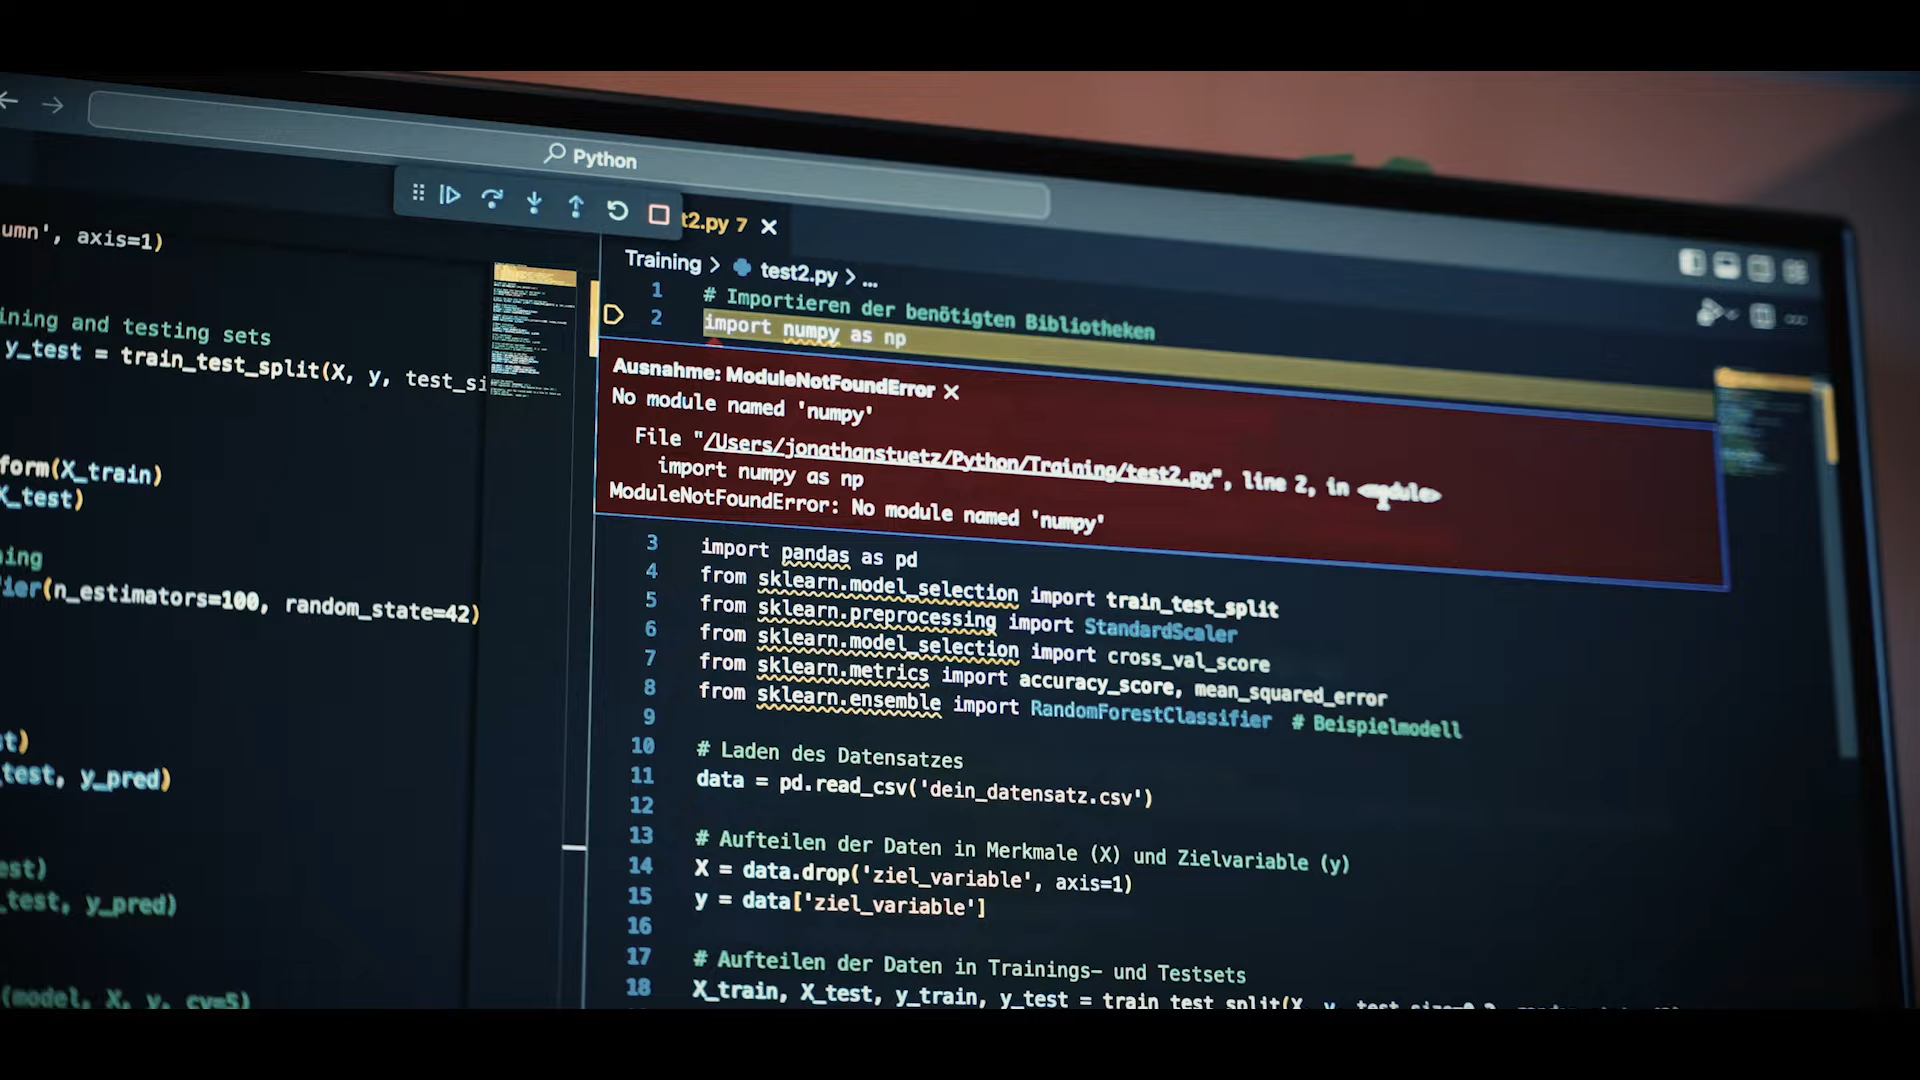 Python
t2.py 7
Training > test2.py > ...
umn', axis=1)
ining and testing sets
y_test = train_test_split(X, y, test_si
form(X_train)
X_test)
ning
ier(n_estimators=100, random_state=42)
st)
test, y_pred)
est)
_test, y_pred)
(model, X, y, cv=5)
1 # Importieren der benötigten Bibliotheken
2 import numpy as np
Ausnahme: ModuleNotFoundError
No module named 'numpy'
File "/Users/jonathanstuetz/Python/Training/test2.py", line 2, in <module>
import numpy as np
ModuleNotFoundError: No module named 'numpy'
3 import pandas as pd
4 from sklearn.model_selection import train_test_split
5 from sklearn.preprocessing import StandardScaler
6 from sklearn.model_selection import cross_val_score
7 from sklearn.metrics import accuracy_score, mean_squared_error
8 from sklearn.ensemble import RandomForestClassifier # Beispielmodell
9
10 # Laden des Datensatzes
11 data = pd.read_csv('dein_datensatz.csv')
12
13 # Aufteilen der Daten in Merkmale (X) und Zielvariable (y)
14 X = data.drop('ziel_variable', axis=1)
15 y = data['ziel_variable']
16
17 # Aufteilen der Daten in Trainings- und Testsets
18 X_train, X_test, y_train, y_test = train_test_split(X, y,